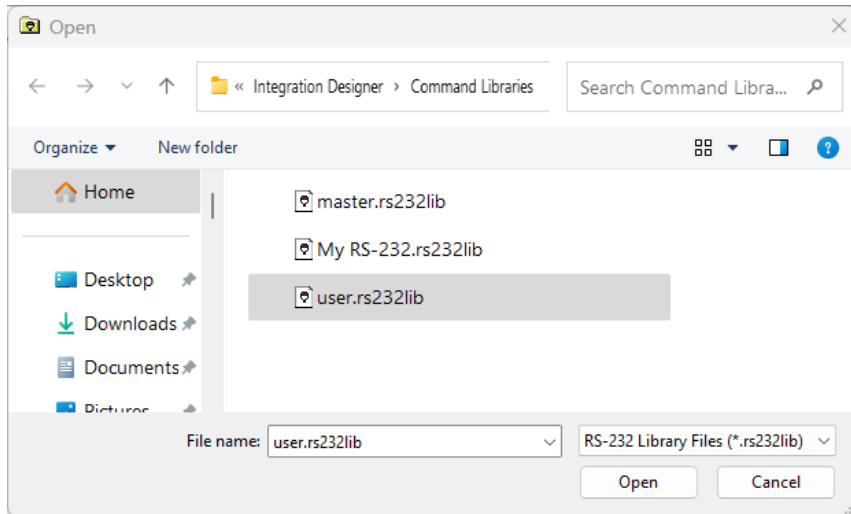 Open
« Integration Designer › Command Libraries
Search Command Libra...
Organize
New folder
Home
Desktop
Downloads
Documents
Pictures
master.rs232lib
My RS-232.rs232lib
user.rs232lib
File name: user.rs232lib
RS-232 Library Files (*.rs232lib)
Open
Cancel